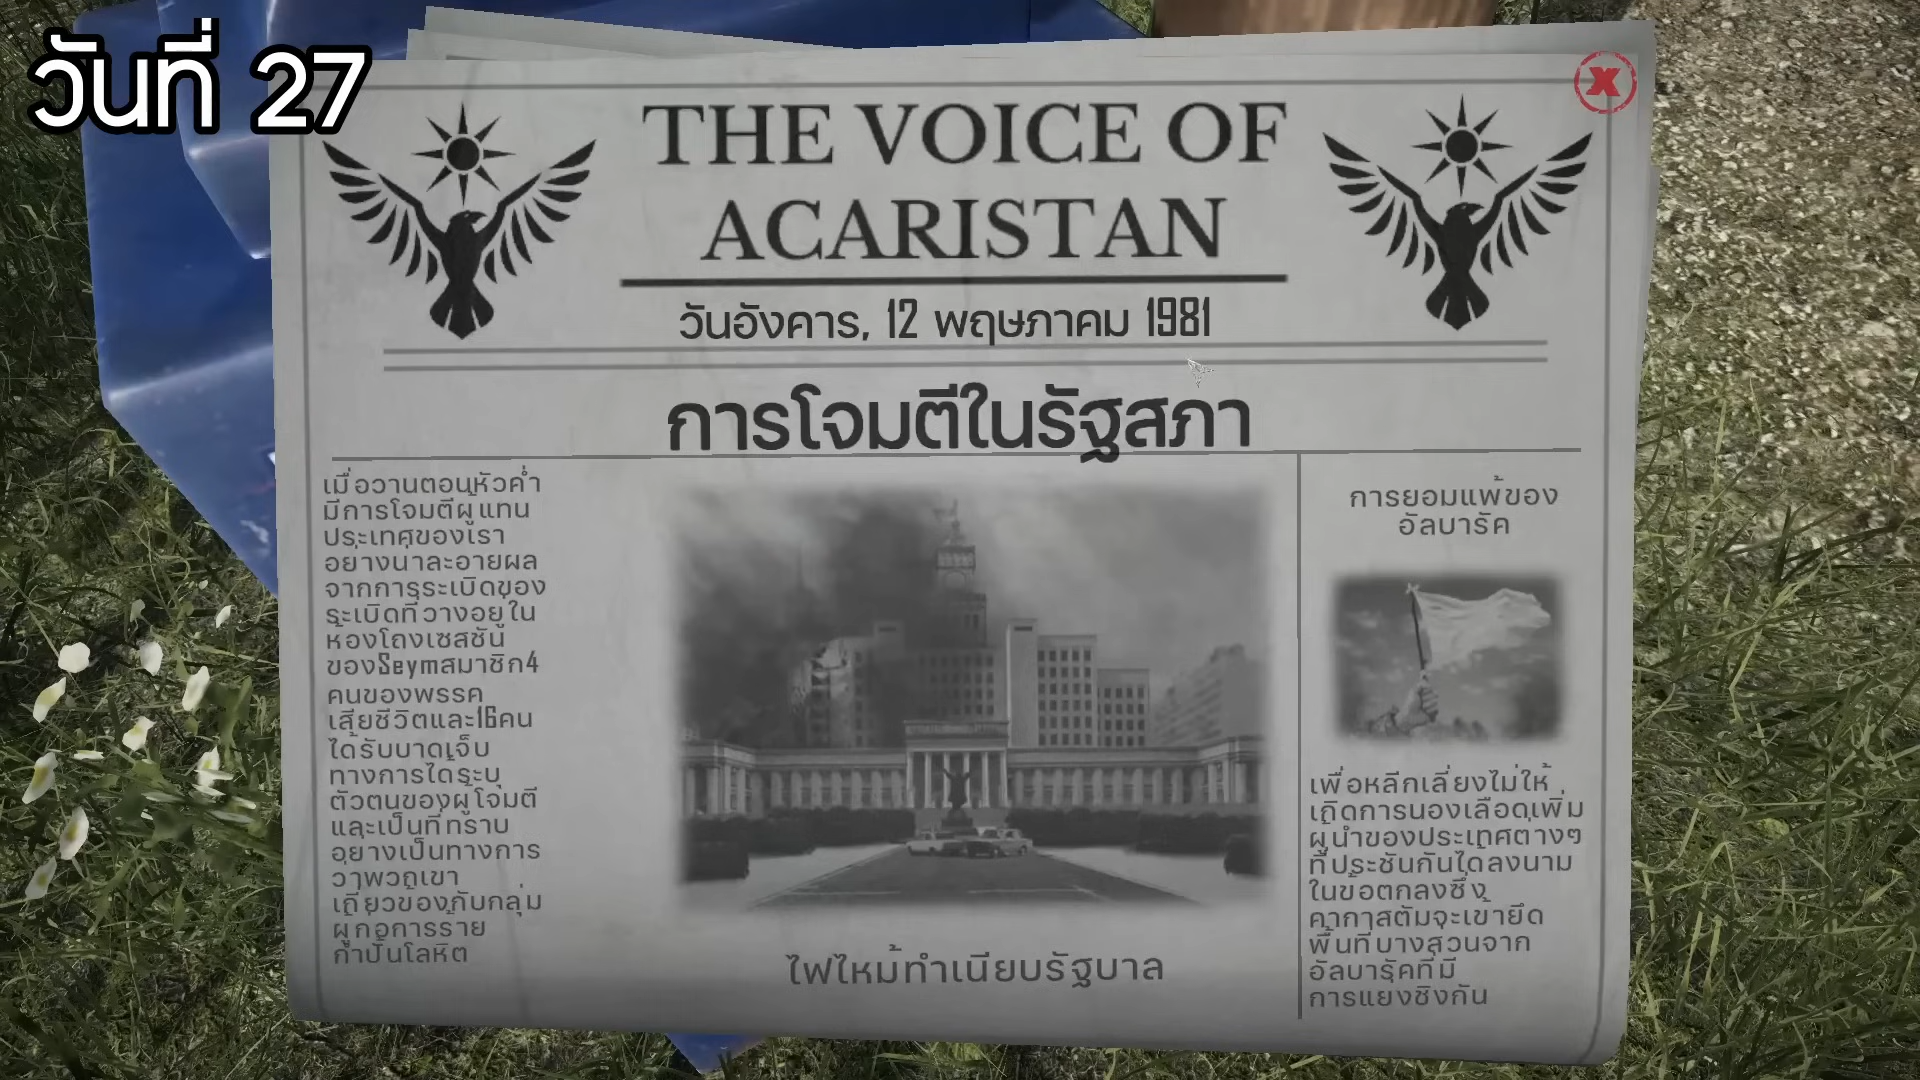 วันที่ 27
X
THE VOICE OF
ACARISTAN
วันอังคาร, 12 พฤษภาคม 1981
การโจมตีในรัฐสภา
เมื่อวานตอนหัวค่ำ
มีการโจมตีผู้แทน
ประเทศของเรา
อย่างน่าละอายผล
จากการระเบิดของ
ระเบิดที่วางอยู่ใน
ห้องโถงเซสชัน
ของSeymสมาชิก4
คนของพรรค
เสียชีวิตและ16คน
ได้รับบาดเจ็บ
ทางการได้ระบุ
ตัวตนของผู้โจมตี
และเป็นที่ทราบ
อย่างเป็นทางการ
ว่าพวกเขา
เกี่ยวข้องกับกลุ่ม
ผู้ก่อการร้าย
กำปั้นโลหิต
ไฟไหม้ทำเนียบรัฐบาล
การยอมแพ้ของ
อัลบารัค
เพื่อหลีกเลี่ยงไม่ให้
เกิดการนองเลือดเพิ่ม
ผู้นำของประเทศต่างๆ
ที่ประชันกันได้ลงนาม
ในข้อตกลงซึ่ง
คากาสตัมจะเข้ายึด
พื้นที่บางส่วนจาก
อัลบารัคที่มี
การแย่งชิงกัน